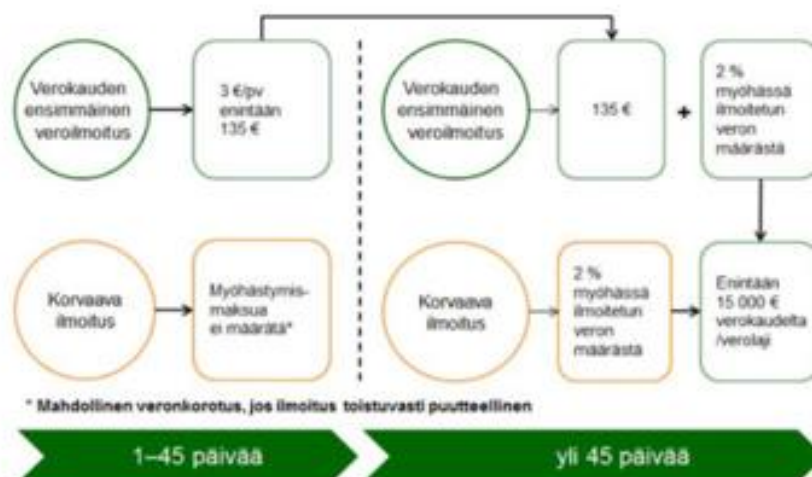 Verokauden
ensimmäinen
veroilmoitus
3 €/pv
enintään
135 €
Verokauden
ensimmäinen
veroilmoitus
135 €
+
2 %
myöhässä
ilmoitetun
veron
määrästä
Korvaava
ilmoitus
Myöhästymis-
maksua
ei määrätä*
Korvaava
ilmoitus
2 %
myöhässä
ilmoitetun
veron
määrästä
Enintään
15 000 €
verokaudelta
/verolaji
* Mahdollinen veronkorotus, jos ilmoitus toistuvasti puutteellinen
1–45 päivää
yli 45 päivää